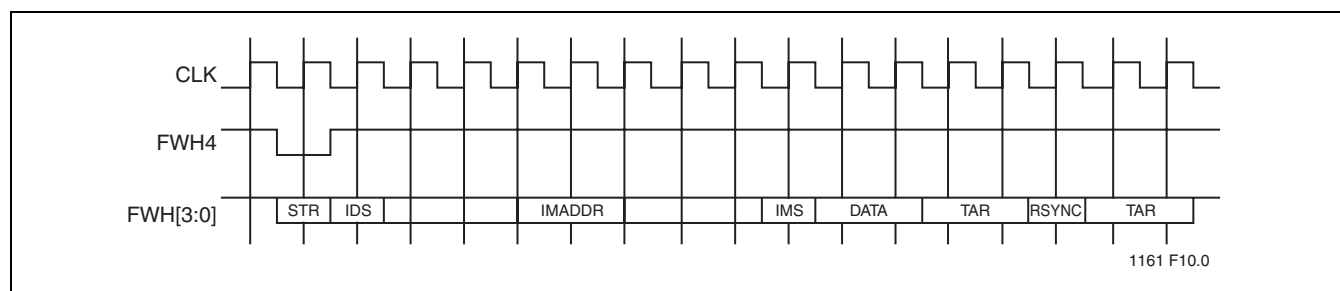 CLK
FWH4
FWH[3:0]
STR IDS IMADDR IMS DATA TAR RSYNC TAR
1161 F10.0